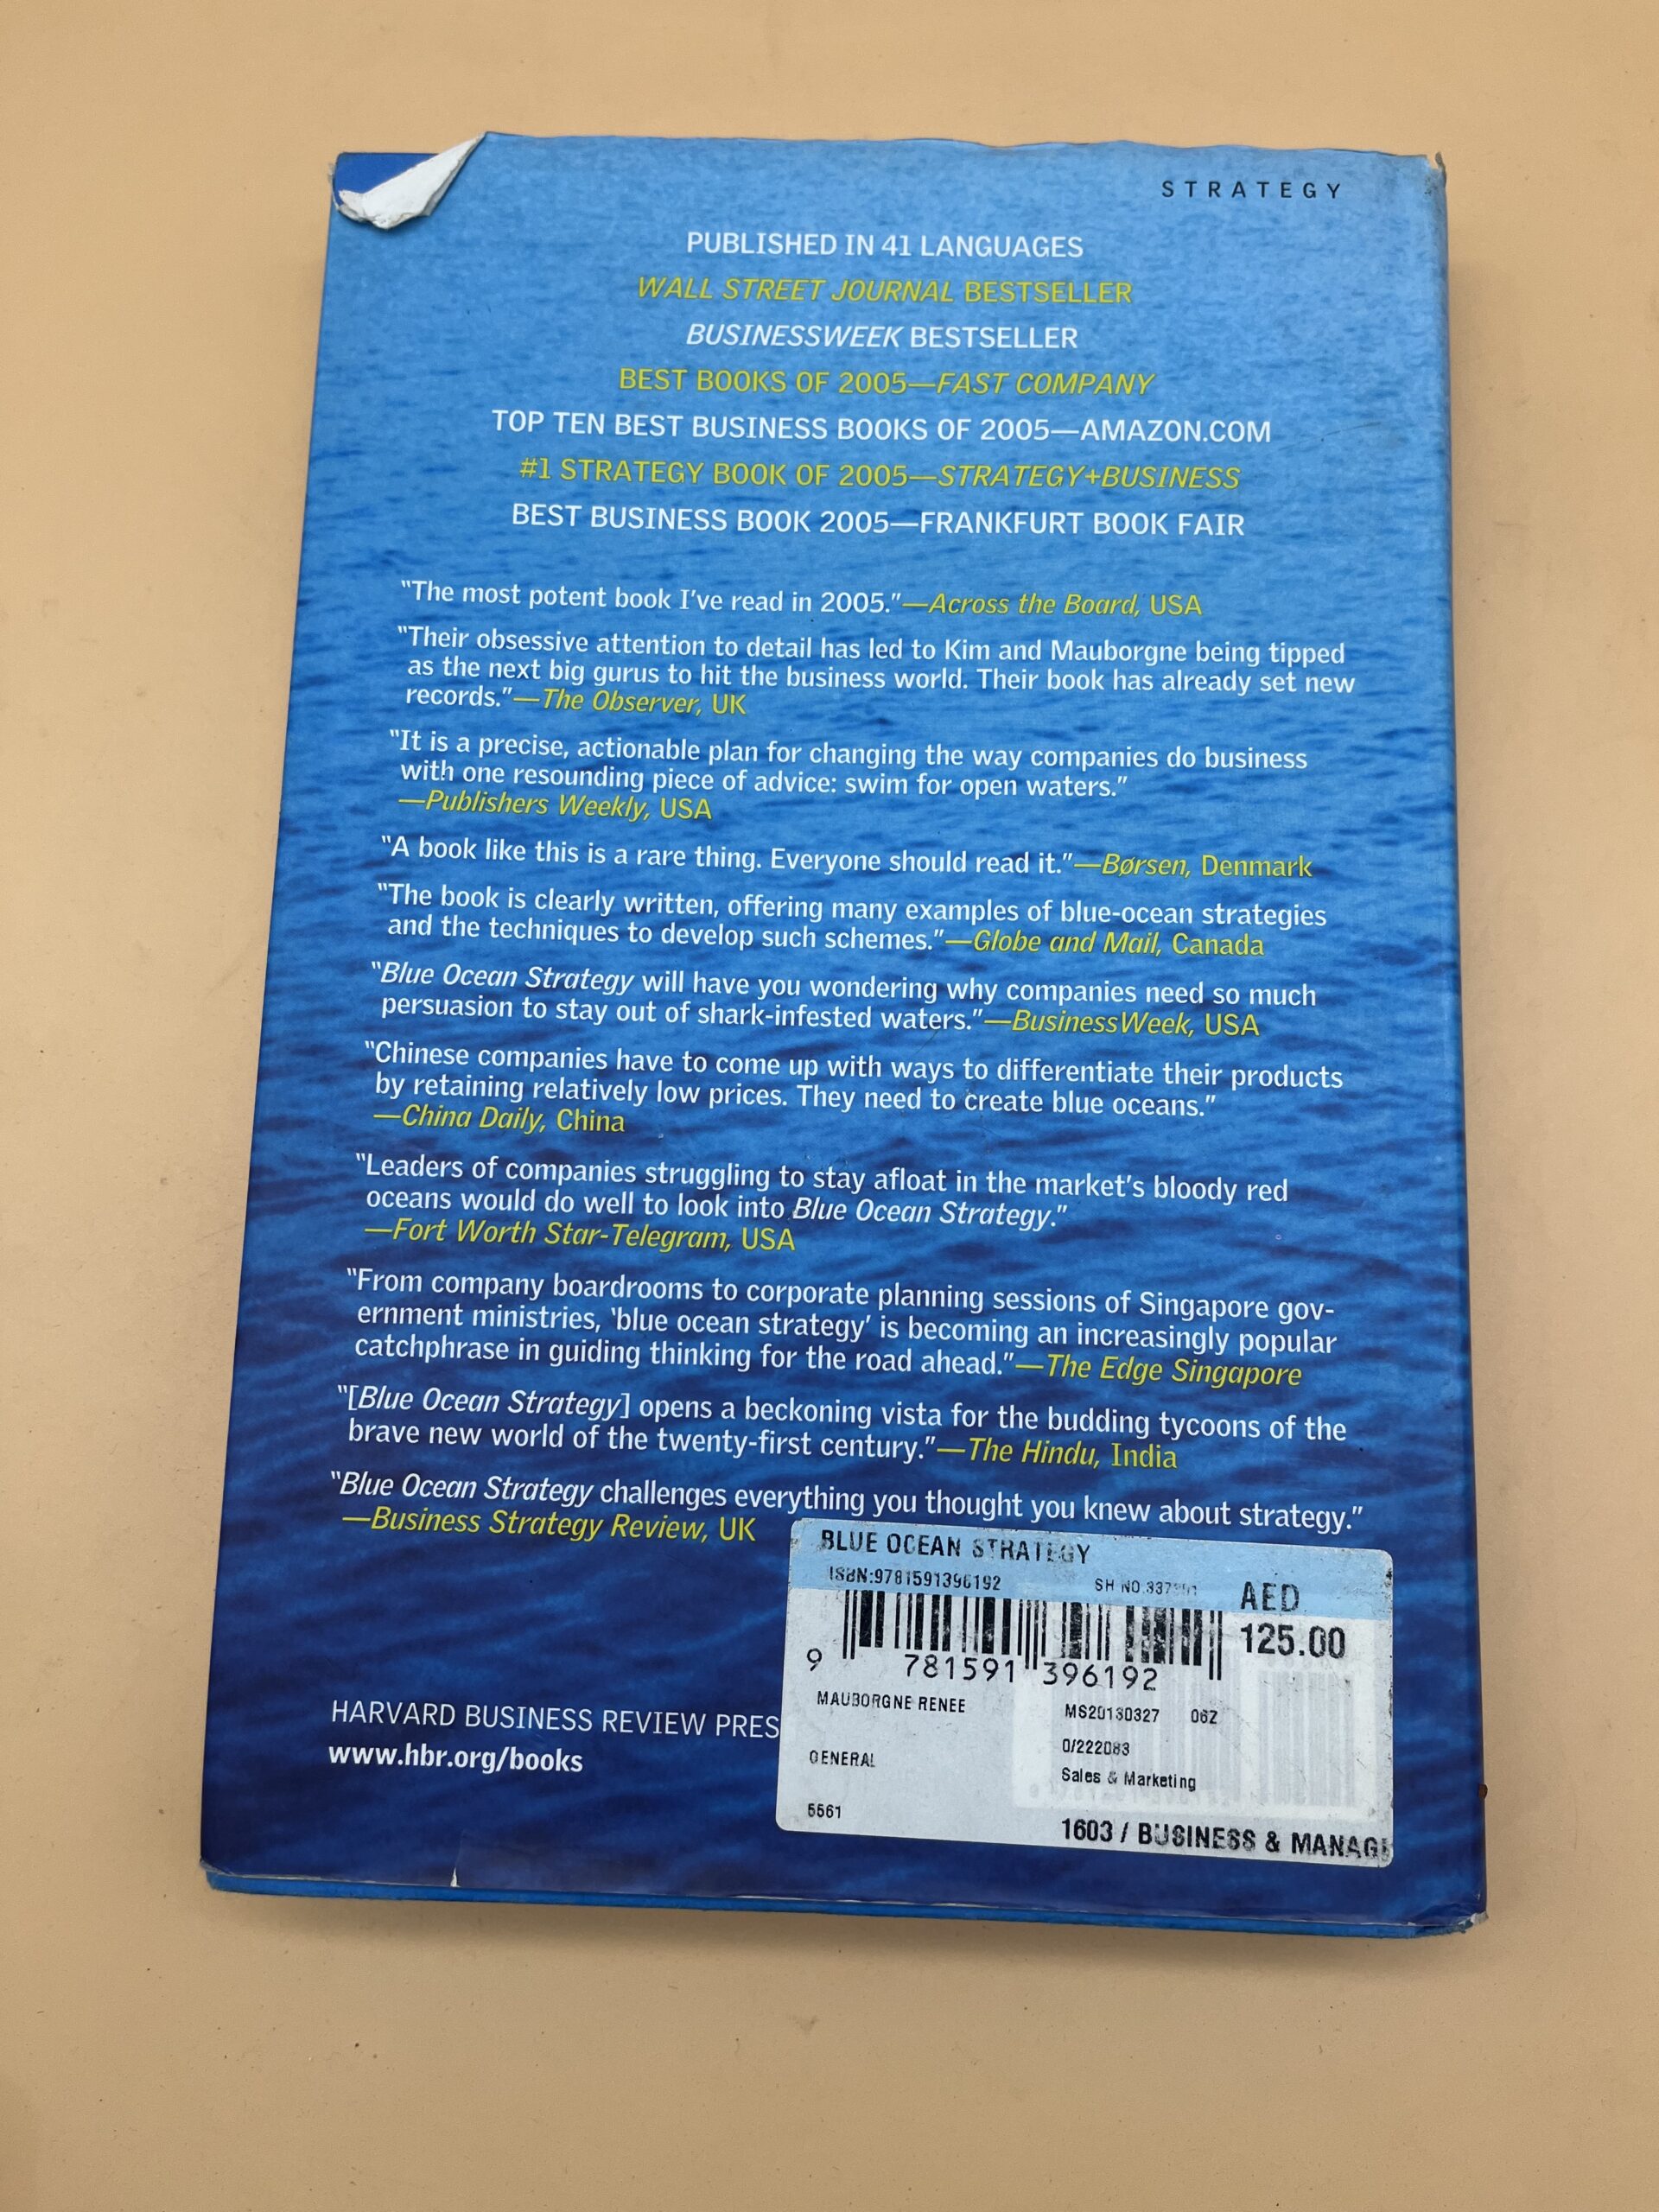 STRATEGY
PUBLISHED IN 41 LANGUAGES
WALL STREET JOURNAL BESTSELLER
BUSINESSWEEK BESTSELLER
BEST BOOKS OF 2005—FAST COMPANY
TOP TEN BEST BUSINESS BOOKS OF 2005—AMAZON.COM
#1 STRATEGY BOOK OF 2005—STRATEGY+BUSINESS
BEST BUSINESS BOOK 2005—FRANKFURT BOOK FAIR
“The most potent book I’ve read in 2005.”—Across the Board, USA
“Their obsessive attention to detail has led to Kim and Mauborgne being tipped
as the next big gurus to hit the business world. Their book has already set new
records.”—The Observer, UK
“It is a precise, actionable plan for changing the way companies do business
with one resounding piece of advice: swim for open waters.”
—Publishers Weekly, USA
“A book like this is a rare thing. Everyone should read it.”—Børsen, Denmark
“The book is clearly written, offering many examples of blue-ocean strategies
and the techniques to develop such schemes.”—Globe and Mail, Canada
“Blue Ocean Strategy will have you wondering why companies need so much
persuasion to stay out of shark-infested waters.”—BusinessWeek, USA
“Chinese companies have to come up with ways to differentiate their products
by retaining relatively low prices. They need to create blue oceans.”
—China Daily, China
“Leaders of companies struggling to stay afloat in the market’s bloody red
oceans would do well to look into Blue Ocean Strategy.”
—Fort Worth Star-Telegram, USA
“From company boardrooms to corporate planning sessions of Singapore gov-
ernment ministries, ‘blue ocean strategy’ is becoming an increasingly popular
catchphrase in guiding thinking for the road ahead.”—The Edge Singapore
“[Blue Ocean Strategy] opens a beckoning vista for the budding tycoons of the
brave new world of the twenty-first century.”—The Hindu, India
“Blue Ocean Strategy challenges everything you thought you knew about strategy.”
—Business Strategy Review, UK
BLUE OCEAN STRATEGY
ISBN:9781591396192 SH NO.
AED
125.00
9 781591 396192
MAUBORGNE RENEE
MS20130327 06Z
0/222083
GENERAL
Sales & Marketing
5561
1603 / BUSINESS & MANAG
HARVARD BUSINESS REVIEW PRES
www.hbr.org/books